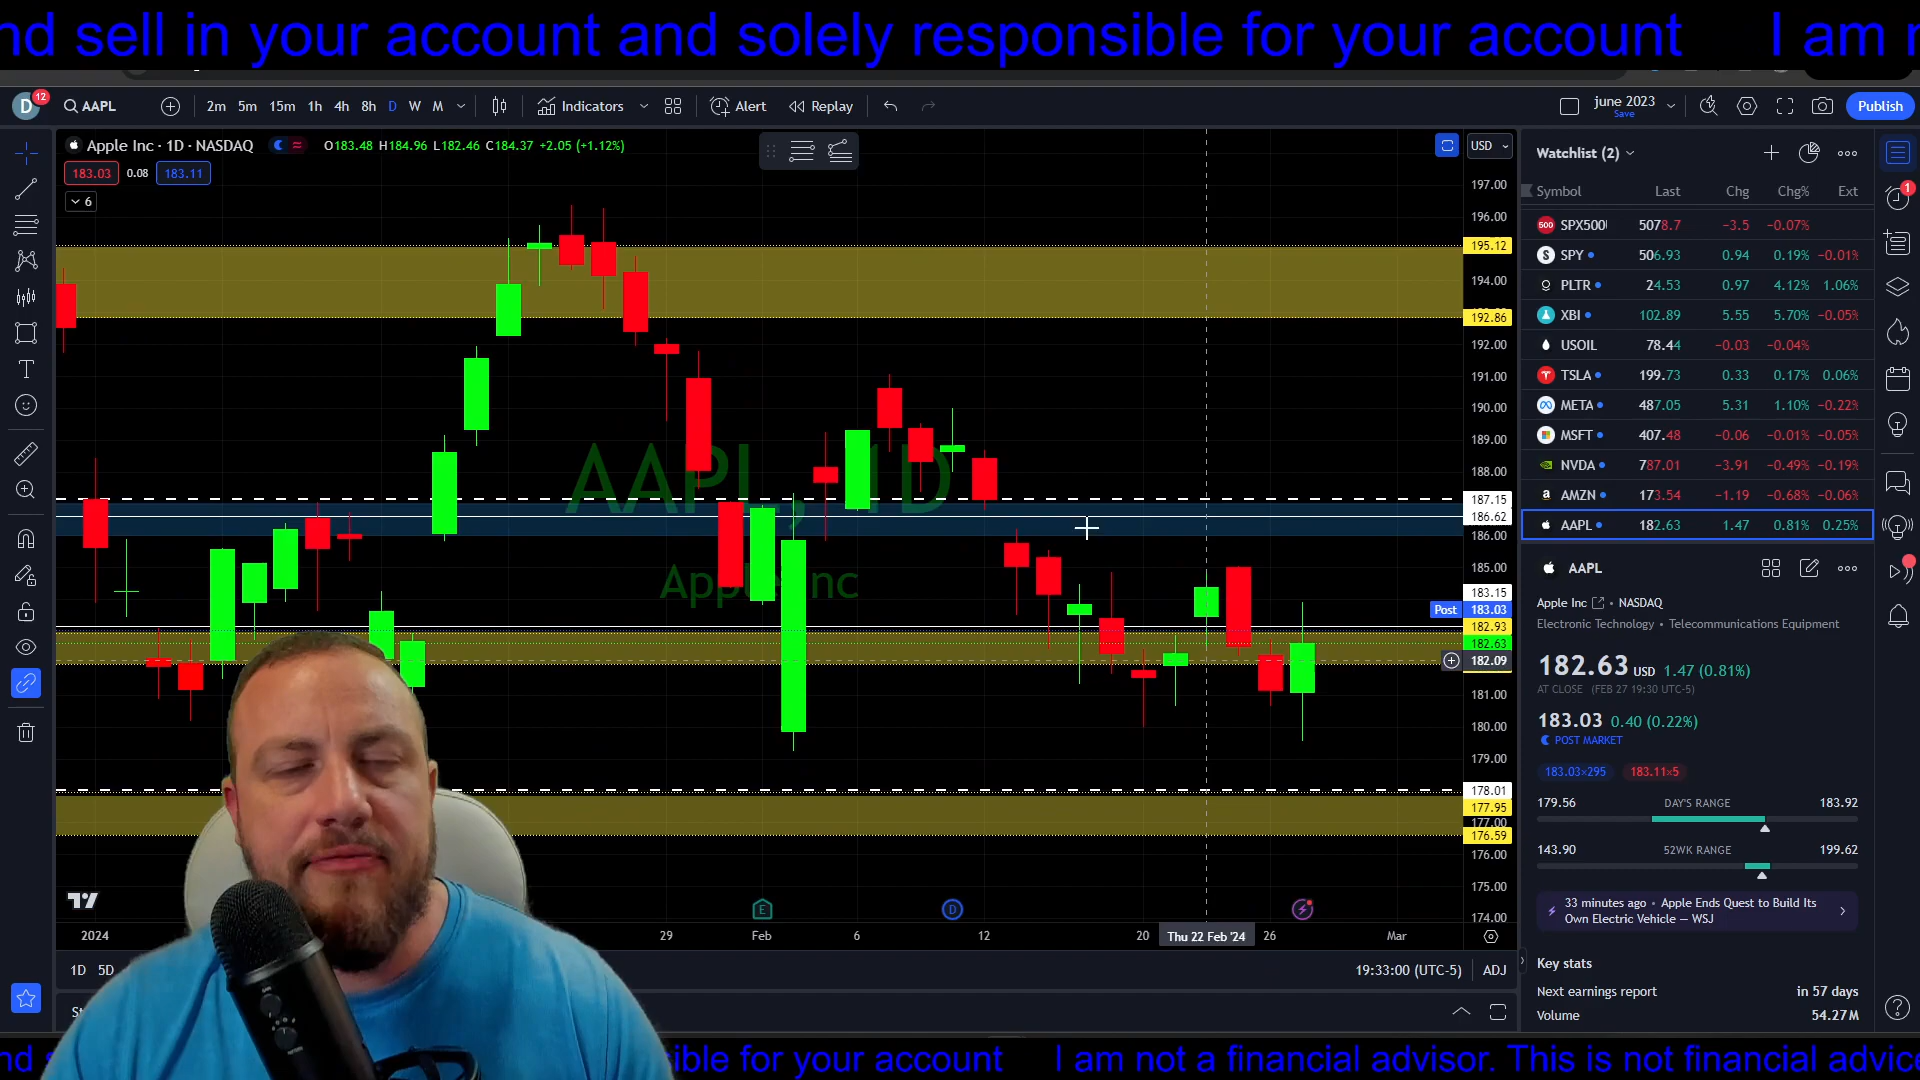 nd sell in your account and solely responsible for your account I am n
D 12 AAPL 2m 5m 15m 1h 4h 8h D W M Indicators Alert Replay june 2023 Save Publish
Apple Inc · 1D · NASDAQ O183.48 H184.96 L182.46 C184.37 +2.05 (+1.12%) USD
183.03 0.08 183.11
6
AAPL, 1D
Apple Inc
197.00
196.00
195.12
194.00
192.86
192.00
191.00
190.00
189.00
188.00
187.15
186.62
186.00
185.00
183.15
Post 183.03
182.93
182.63
182.09
181.00
180.00
179.00
178.01
177.95
177.00
176.59
176.00
175.00
174.00
E D
2024 29 Feb 6 12 20 Thu 22 Feb '24 26 Mar
1D 5D 19:33:00 (UTC-5) ADJ
Watchlist (2)
Symbol Last Chg Chg% Ext
500 SPX500 5078.7 −3.5 −0.07%
S SPY 506.93 0.94 0.19% −0.01%
PLTR 24.53 0.97 4.12% 1.06%
XBI 102.89 5.55 5.70% −0.05%
USOIL 78.44 −0.03 −0.04%
TSLA 199.73 0.33 0.17% 0.06%
META 487.05 5.31 1.10% −0.22%
MSFT 407.48 −0.06 −0.01% −0.05%
NVDA 787.01 −3.91 −0.49% −0.19%
a AMZN 173.54 −1.19 −0.68% −0.06%
AAPL 182.63 1.47 0.81% 0.25%
1
AAPL
Apple Inc • NASDAQ
Electronic Technology • Telecommunications Equipment
182.63 USD 1.47 (0.81%)
AT CLOSE (FEB 27 19:30 UTC-5)
183.03 0.40 (0.22%)
POST MARKET
183.03×295 183.11×5
179.56 DAY'S RANGE 183.92
143.90 52WK RANGE 199.62
33 minutes ago • Apple Ends Quest to Build Its
Own Electric Vehicle — WSJ
Key stats
Next earnings report in 57 days
Volume 54.27M
nd s sible for your account I am not a financial advisor. This is not financial advice